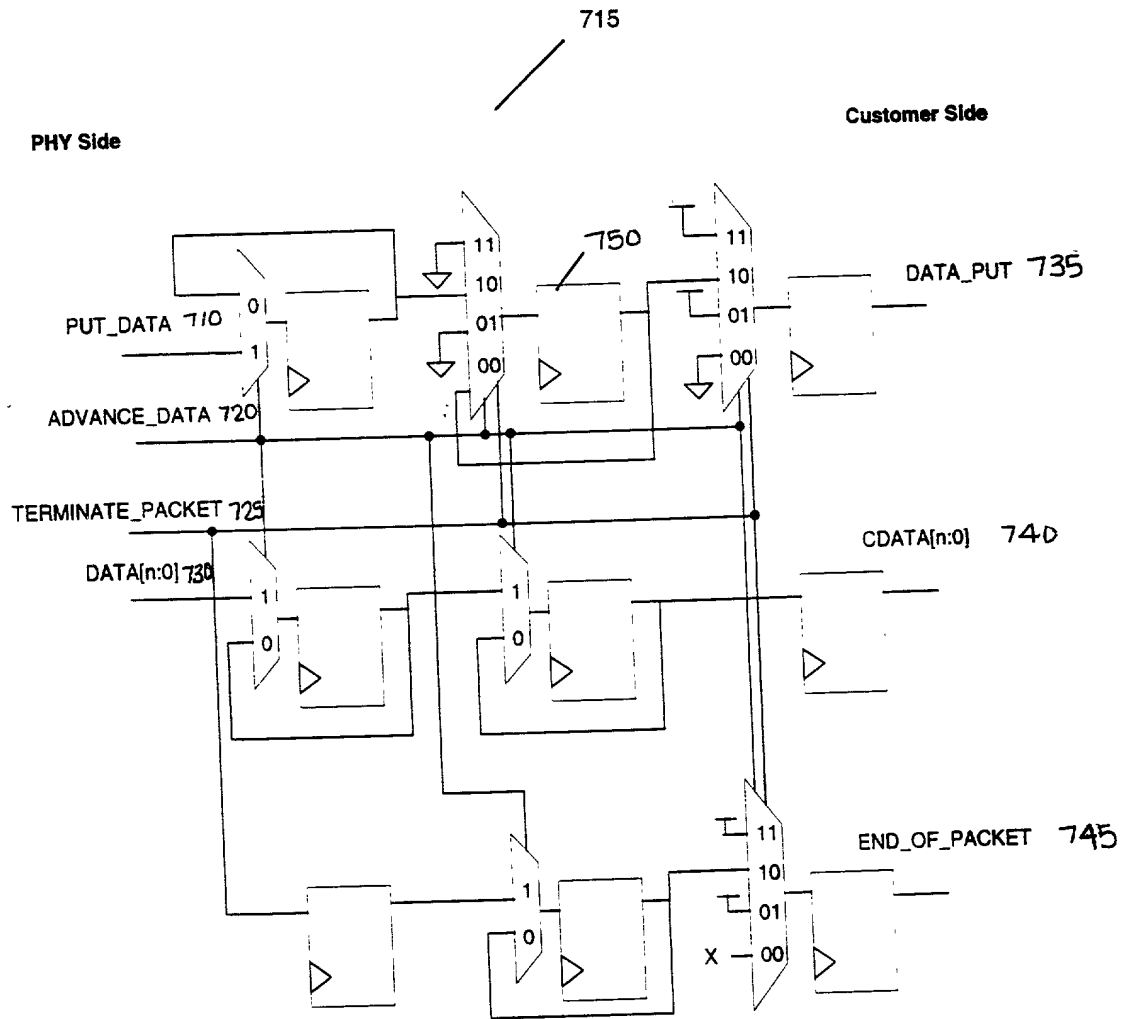 715
PHY Side
Customer Side
11
750
11
10
10
DATA_PUT 735
0
PUT_DATA 710
01
01
1
00
00
ADVANCE_DATA 720
TERMINATE_PACKET 725
CDATA[n:0] 740
DATA[n:0] 730
1
1
0
0
11
END_OF_PACKET 745
10
1
01
0
X
00